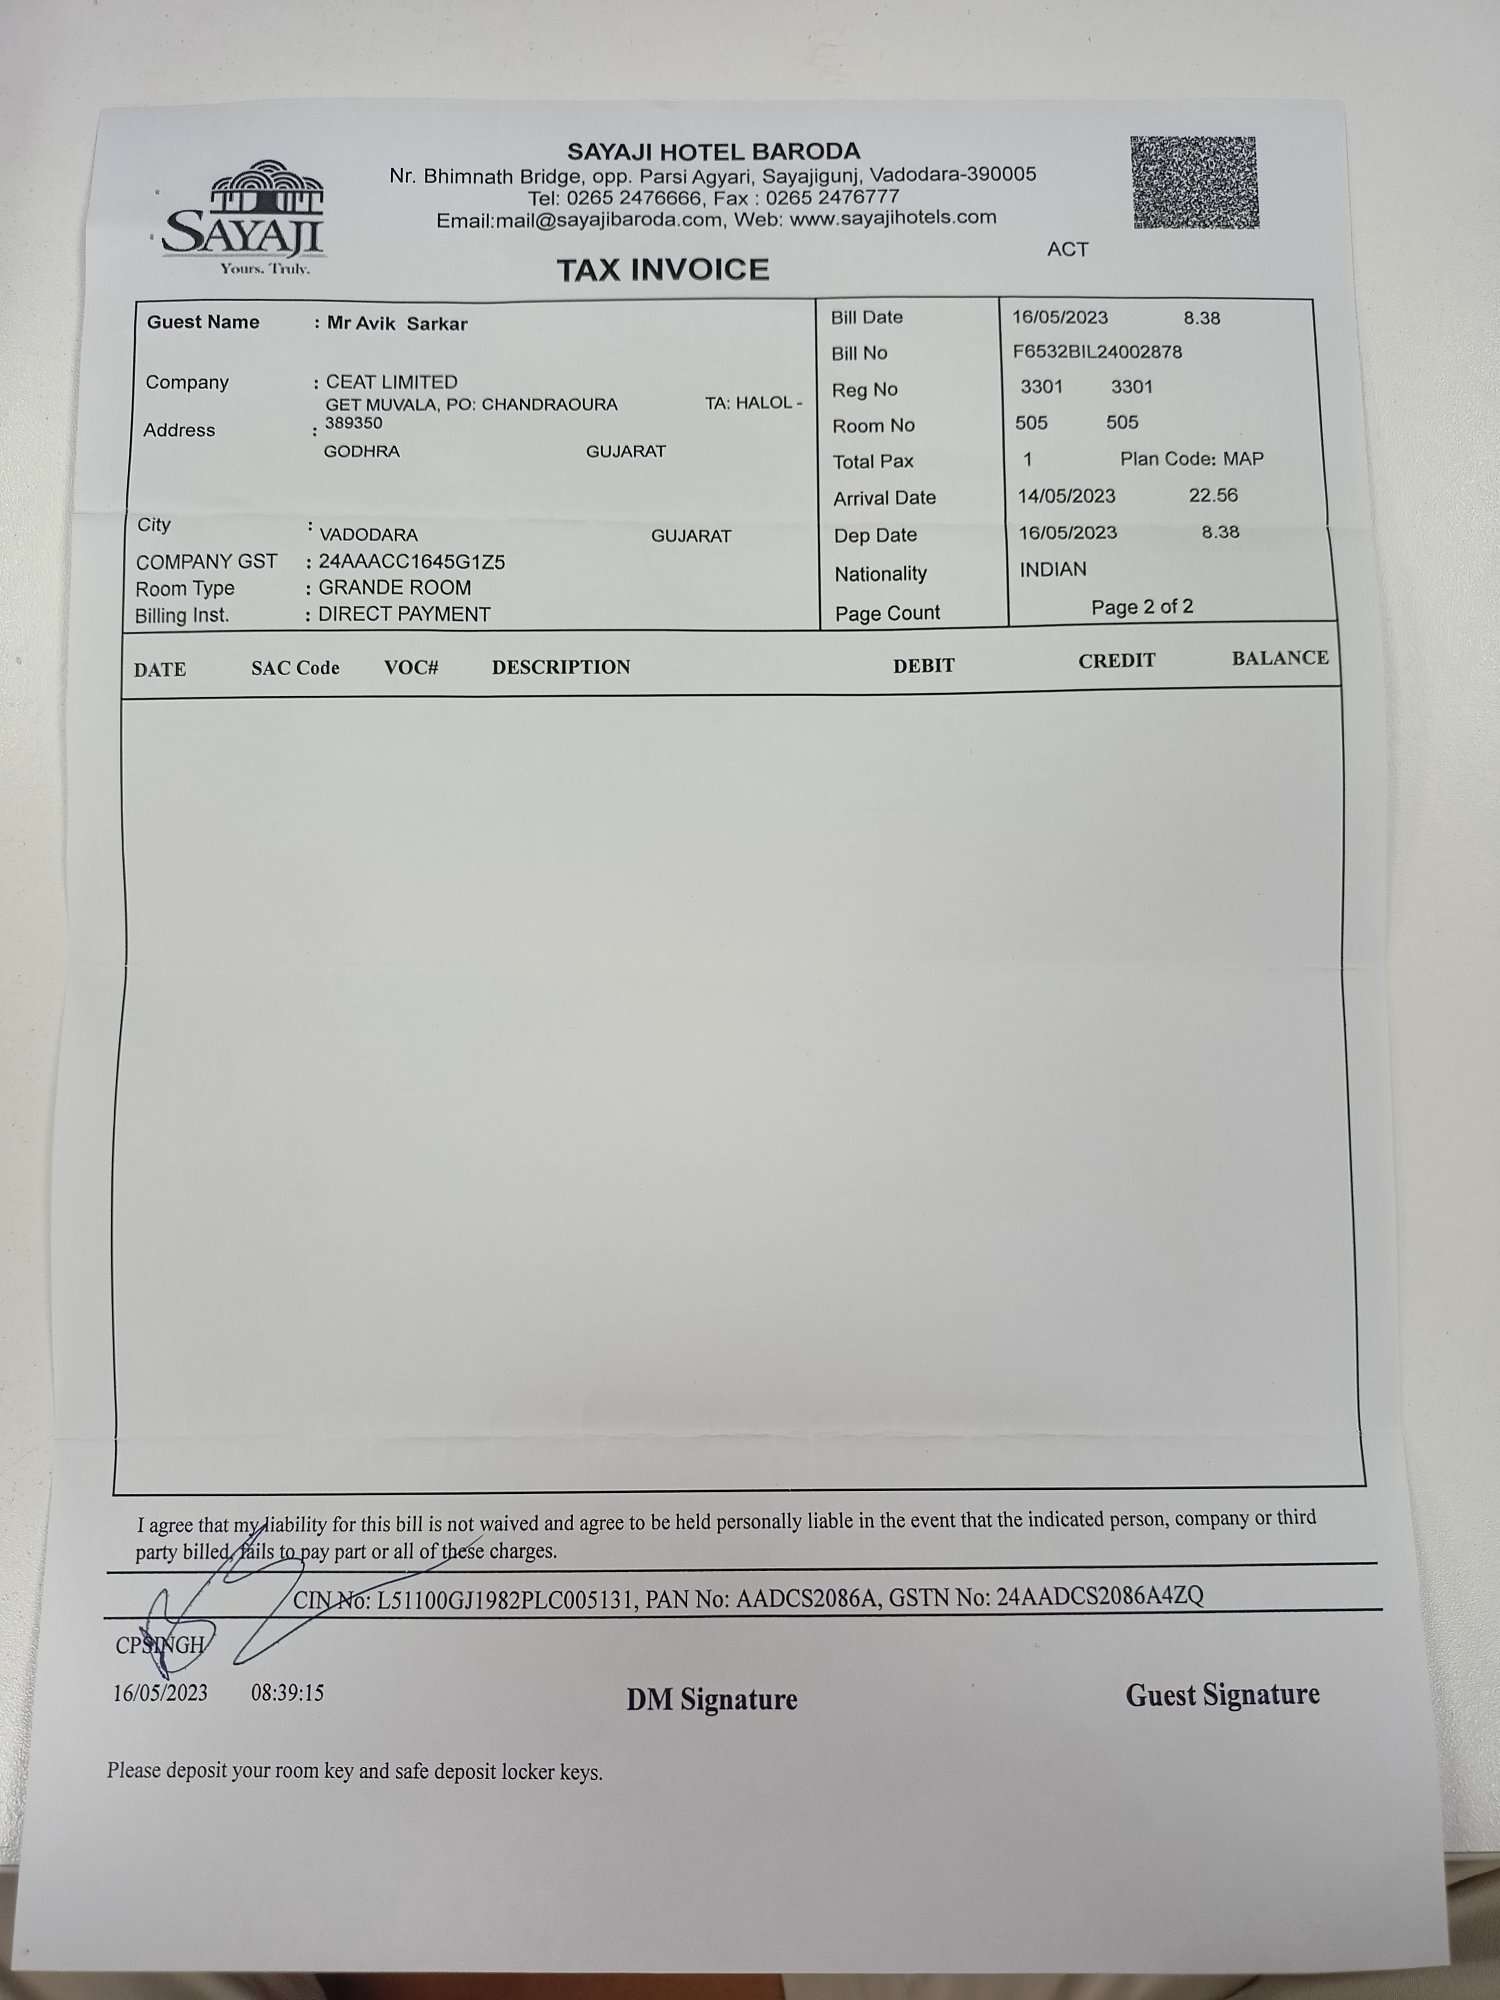 SAYAJI
Yours. Truly.
SAYAJI HOTEL BARODA
Nr. Bhimnath Bridge, opp. Parsi Agyari, Sayajigunj, Vadodara-390005
Tel: 0265 2476666, Fax : 0265 2476777
Email:mail@sayajibaroda.com, Web: www.sayajihotels.com
ACT
TAX INVOICE
Guest Name : Mr Avik Sarkar
Company : CEAT LIMITED
GET MUVALA, PO: CHANDRAOURA TA: HALOL -
Address : 389350
GODHRA GUJARAT
City : VADODARA GUJARAT
COMPANY GST : 24AAACC1645G1Z5
Room Type : GRANDE ROOM
Billing Inst. : DIRECT PAYMENT
Bill Date 16/05/2023 8.38
Bill No F6532BIL24002878
Reg No 3301 3301
Room No 505 505
Total Pax 1 Plan Code: MAP
Arrival Date 14/05/2023 22.56
Dep Date 16/05/2023 8.38
Nationality INDIAN
Page Count Page 2 of 2
DATE SAC Code VOC# DESCRIPTION DEBIT CREDIT BALANCE
I agree that my liability for this bill is not waived and agree to be held personally liable in the event that the indicated person, company or third
party billed, fails to pay part or all of these charges.
CIN No: L51100GJ1982PLC005131, PAN No: AADCS2086A, GSTN No: 24AADCS2086A4ZQ
CPSINGH
16/05/2023 08:39:15
DM Signature
Guest Signature
Please deposit your room key and safe deposit locker keys.